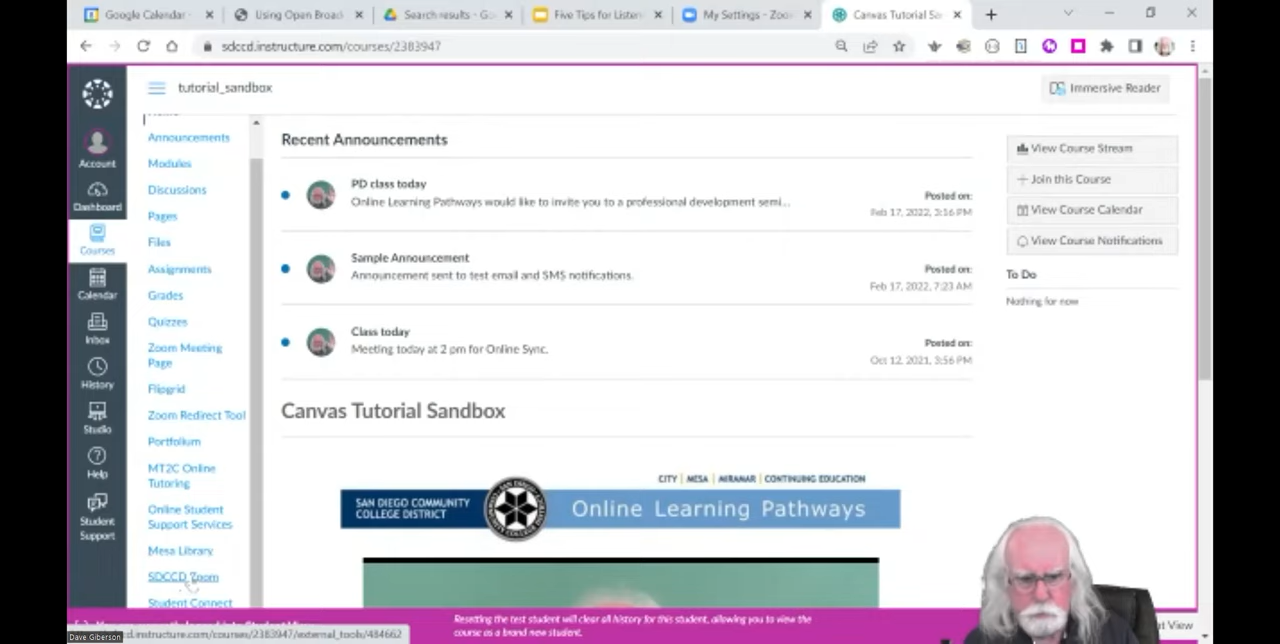 Google Calendar
Using Open Broad
Search results - Go
Five Tips for Listen
My Settings - Zoo
Canvas Tutorial Sa
sdccd.instructure.com/courses/2383947
tutorial_sandbox
Immersive Reader
Account
Dashboard
Courses
Calendar
Inbox
History
Studio
Help
Student
Support
Announcements
Modules
Discussions
Pages
Files
Assignments
Grades
Quizzes
Zoom Meeting
Page
Flipgrid
Zoom Redirect Tool
Portfolium
MT2C Online
Tutoring
Online Student
Support Services
Mesa Library
SDCCD Zoom
Student Connect
Recent Announcements
PD class today
Online Learning Pathways would like to invite you to a professional development semi...
Posted on:
Feb 17, 2022, 3:16 PM
Sample Announcement
Announcement sent to test email and SMS notifications.
Posted on:
Feb 17, 2022, 7:23 AM
Class today
Meeting today at 2 pm for Online Sync.
Posted on:
Oct 12, 2021, 3:56 PM
Canvas Tutorial Sandbox
CITY | MESA | MIRAMAR | CONTINUING EDUCATION
SAN DIEGO COMMUNITY
COLLEGE DISTRICT
Online Learning Pathways
View Course Stream
Join this Course
View Course Calendar
View Course Notifications
To Do
Nothing for now
Resetting the test student will clear all history for this student, allowing you to view the
course as a brand new student.
d.instructure.com/courses/2383947/external_tools/484662
View
Dave Giberson